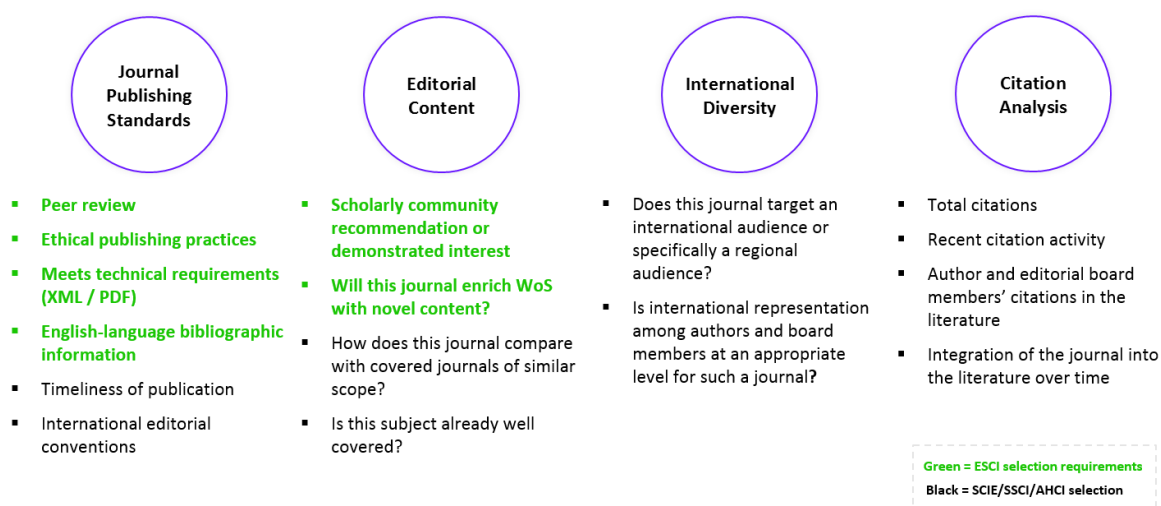 Journal
Publishing
Standards
▪ Peer review
▪ Ethical publishing practices
▪ Meets technical requirements
(XML / PDF)
▪ English-language bibliographic
information
▪ Timeliness of publication
▪ International editorial
conventions
Editorial
Content
▪ Scholarly community
recommendation or
demonstrated interest
▪ Will this journal enrich WoS
with novel content?
▪ How does this journal compare
with covered journals of similar
scope?
▪ Is this subject already well
covered?
International
Diversity
▪ Does this journal target an
international audience or
specifically a regional
audience?
▪ Is international representation
among authors and board
members at an appropriate
level for such a journal?
Citation
Analysis
▪ Total citations
▪ Recent citation activity
▪ Author and editorial board
members’ citations in the
literature
▪ Integration of the journal into
the literature over time
Green = ESCI selection requirements
Black = SCIE/SSCI/AHCI selection